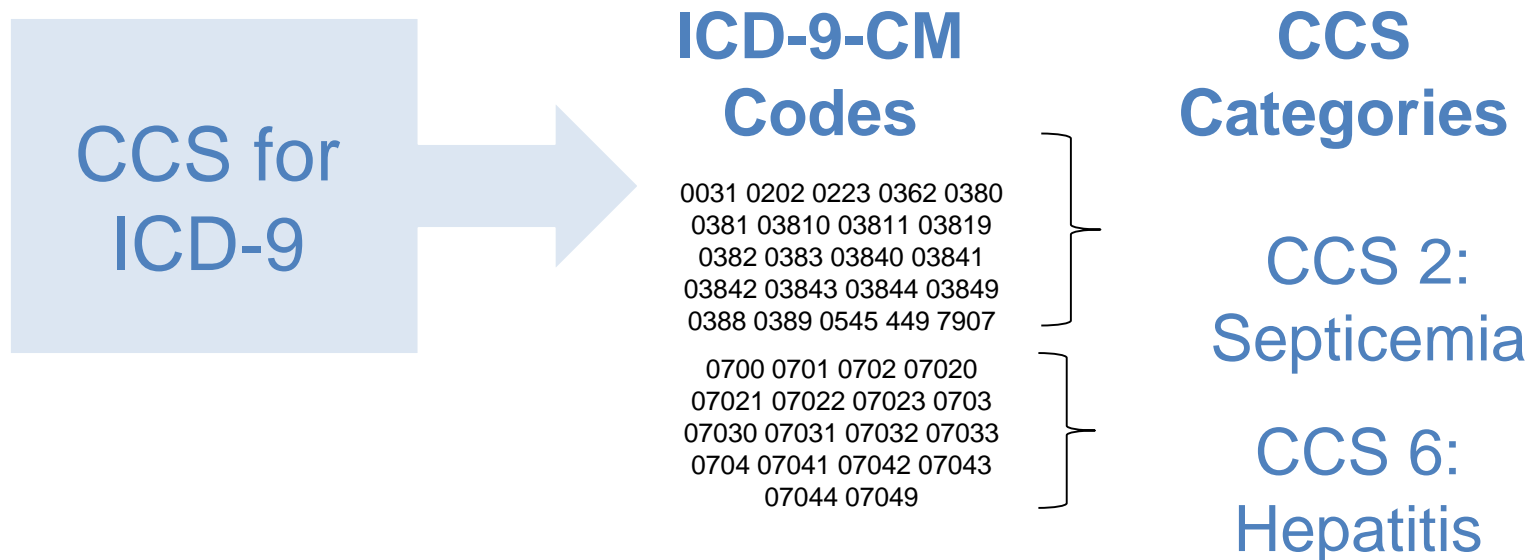 CCS for
ICD-9
ICD-9-CM
Codes
0031 0202 0223 0362 0380
0381 03810 03811 03819
0382 0383 03840 03841
03842 03843 03844 03849
0388 0389 0545 449 7907
0700 0701 0702 07020
07021 07022 07023 0703
07030 07031 07032 07033
0704 07041 07042 07043
07044 07049
CCS
Categories
CCS 2:
Septicemia
CCS 6:
Hepatitis